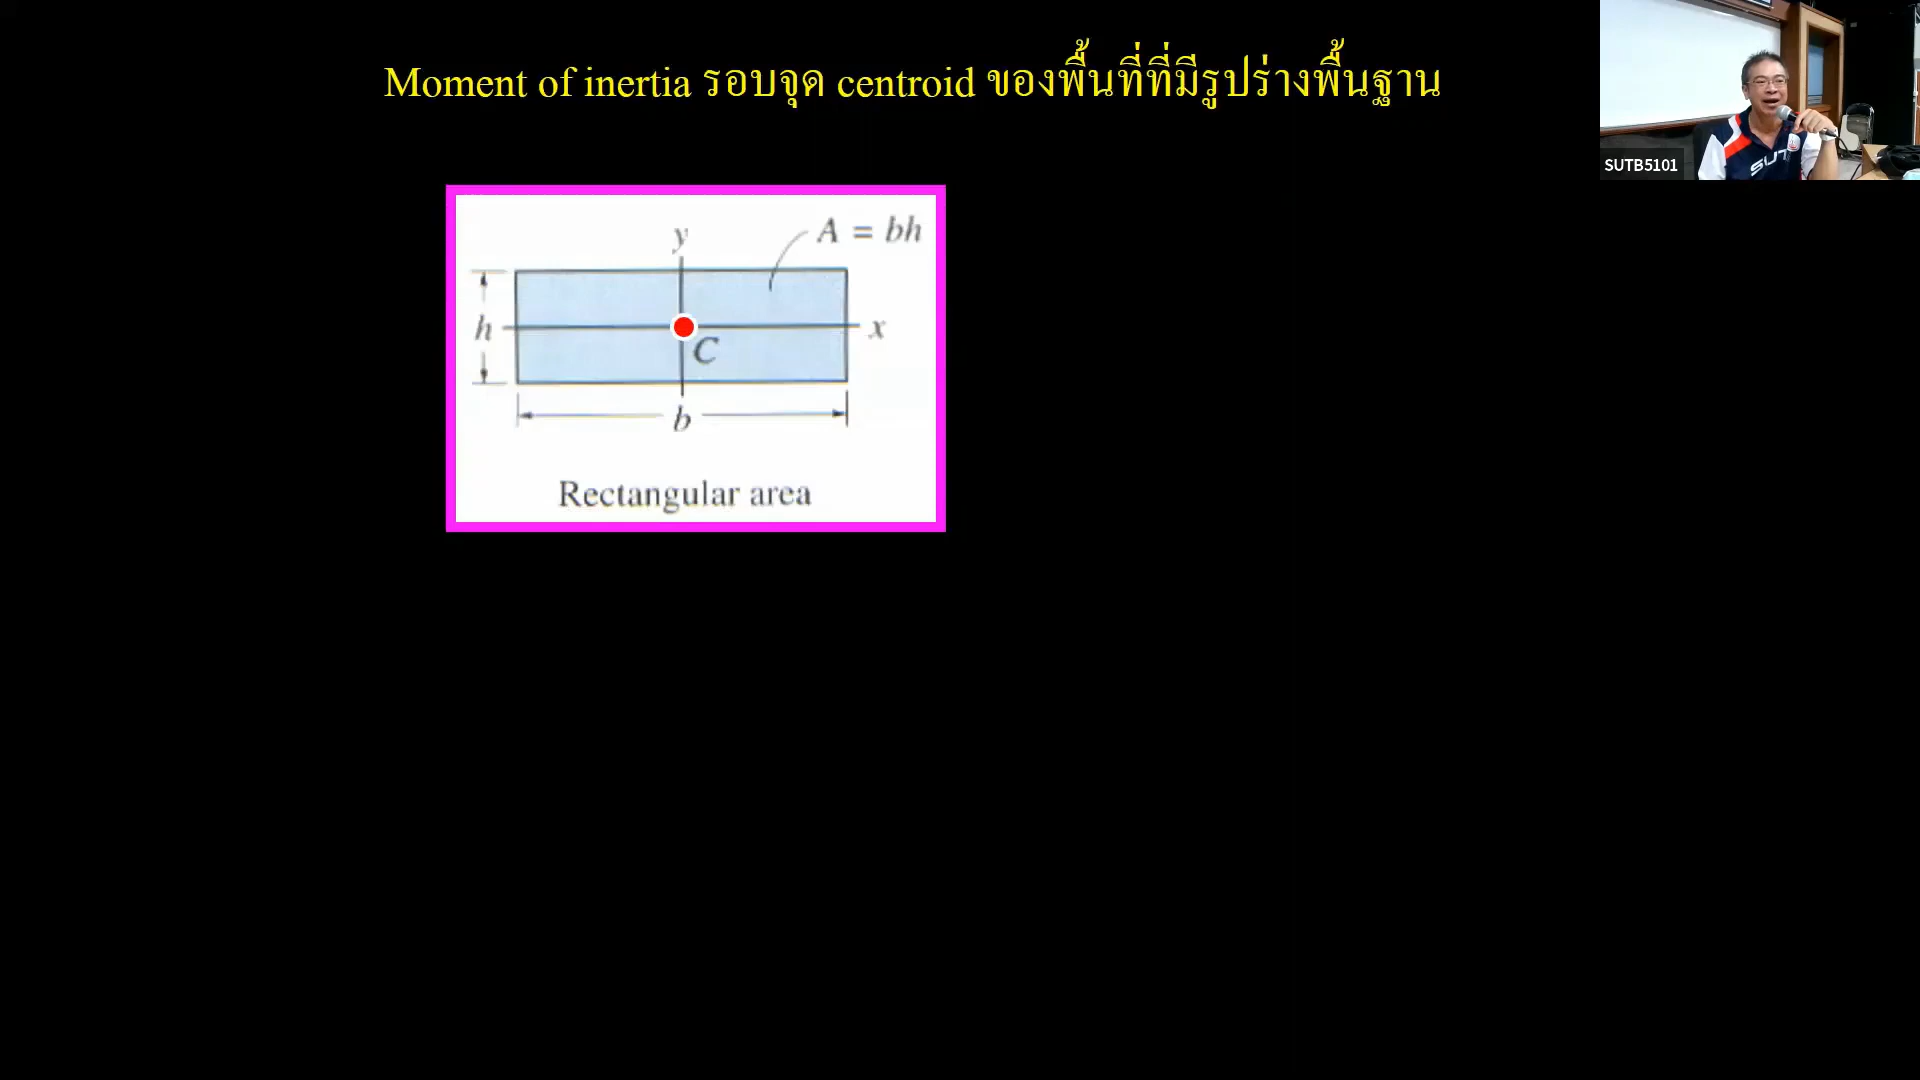 Moment of inertia รอบจุด centroid ของพื้นที่ที่มีรูปร่างพื้นฐาน
SUTB5101
SUT
y
A = bh
h
x
C
b
Rectangular area